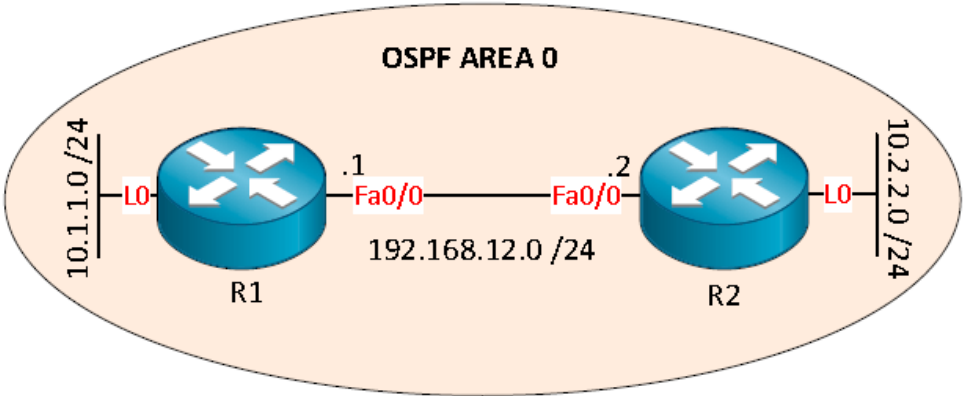 OSPF AREA 0
10.1.1.0 /24
L0
.1
Fa0/0
192.168.12.0 /24
R1
.2
Fa0/0
L0
10.2.2.0 /24
R2